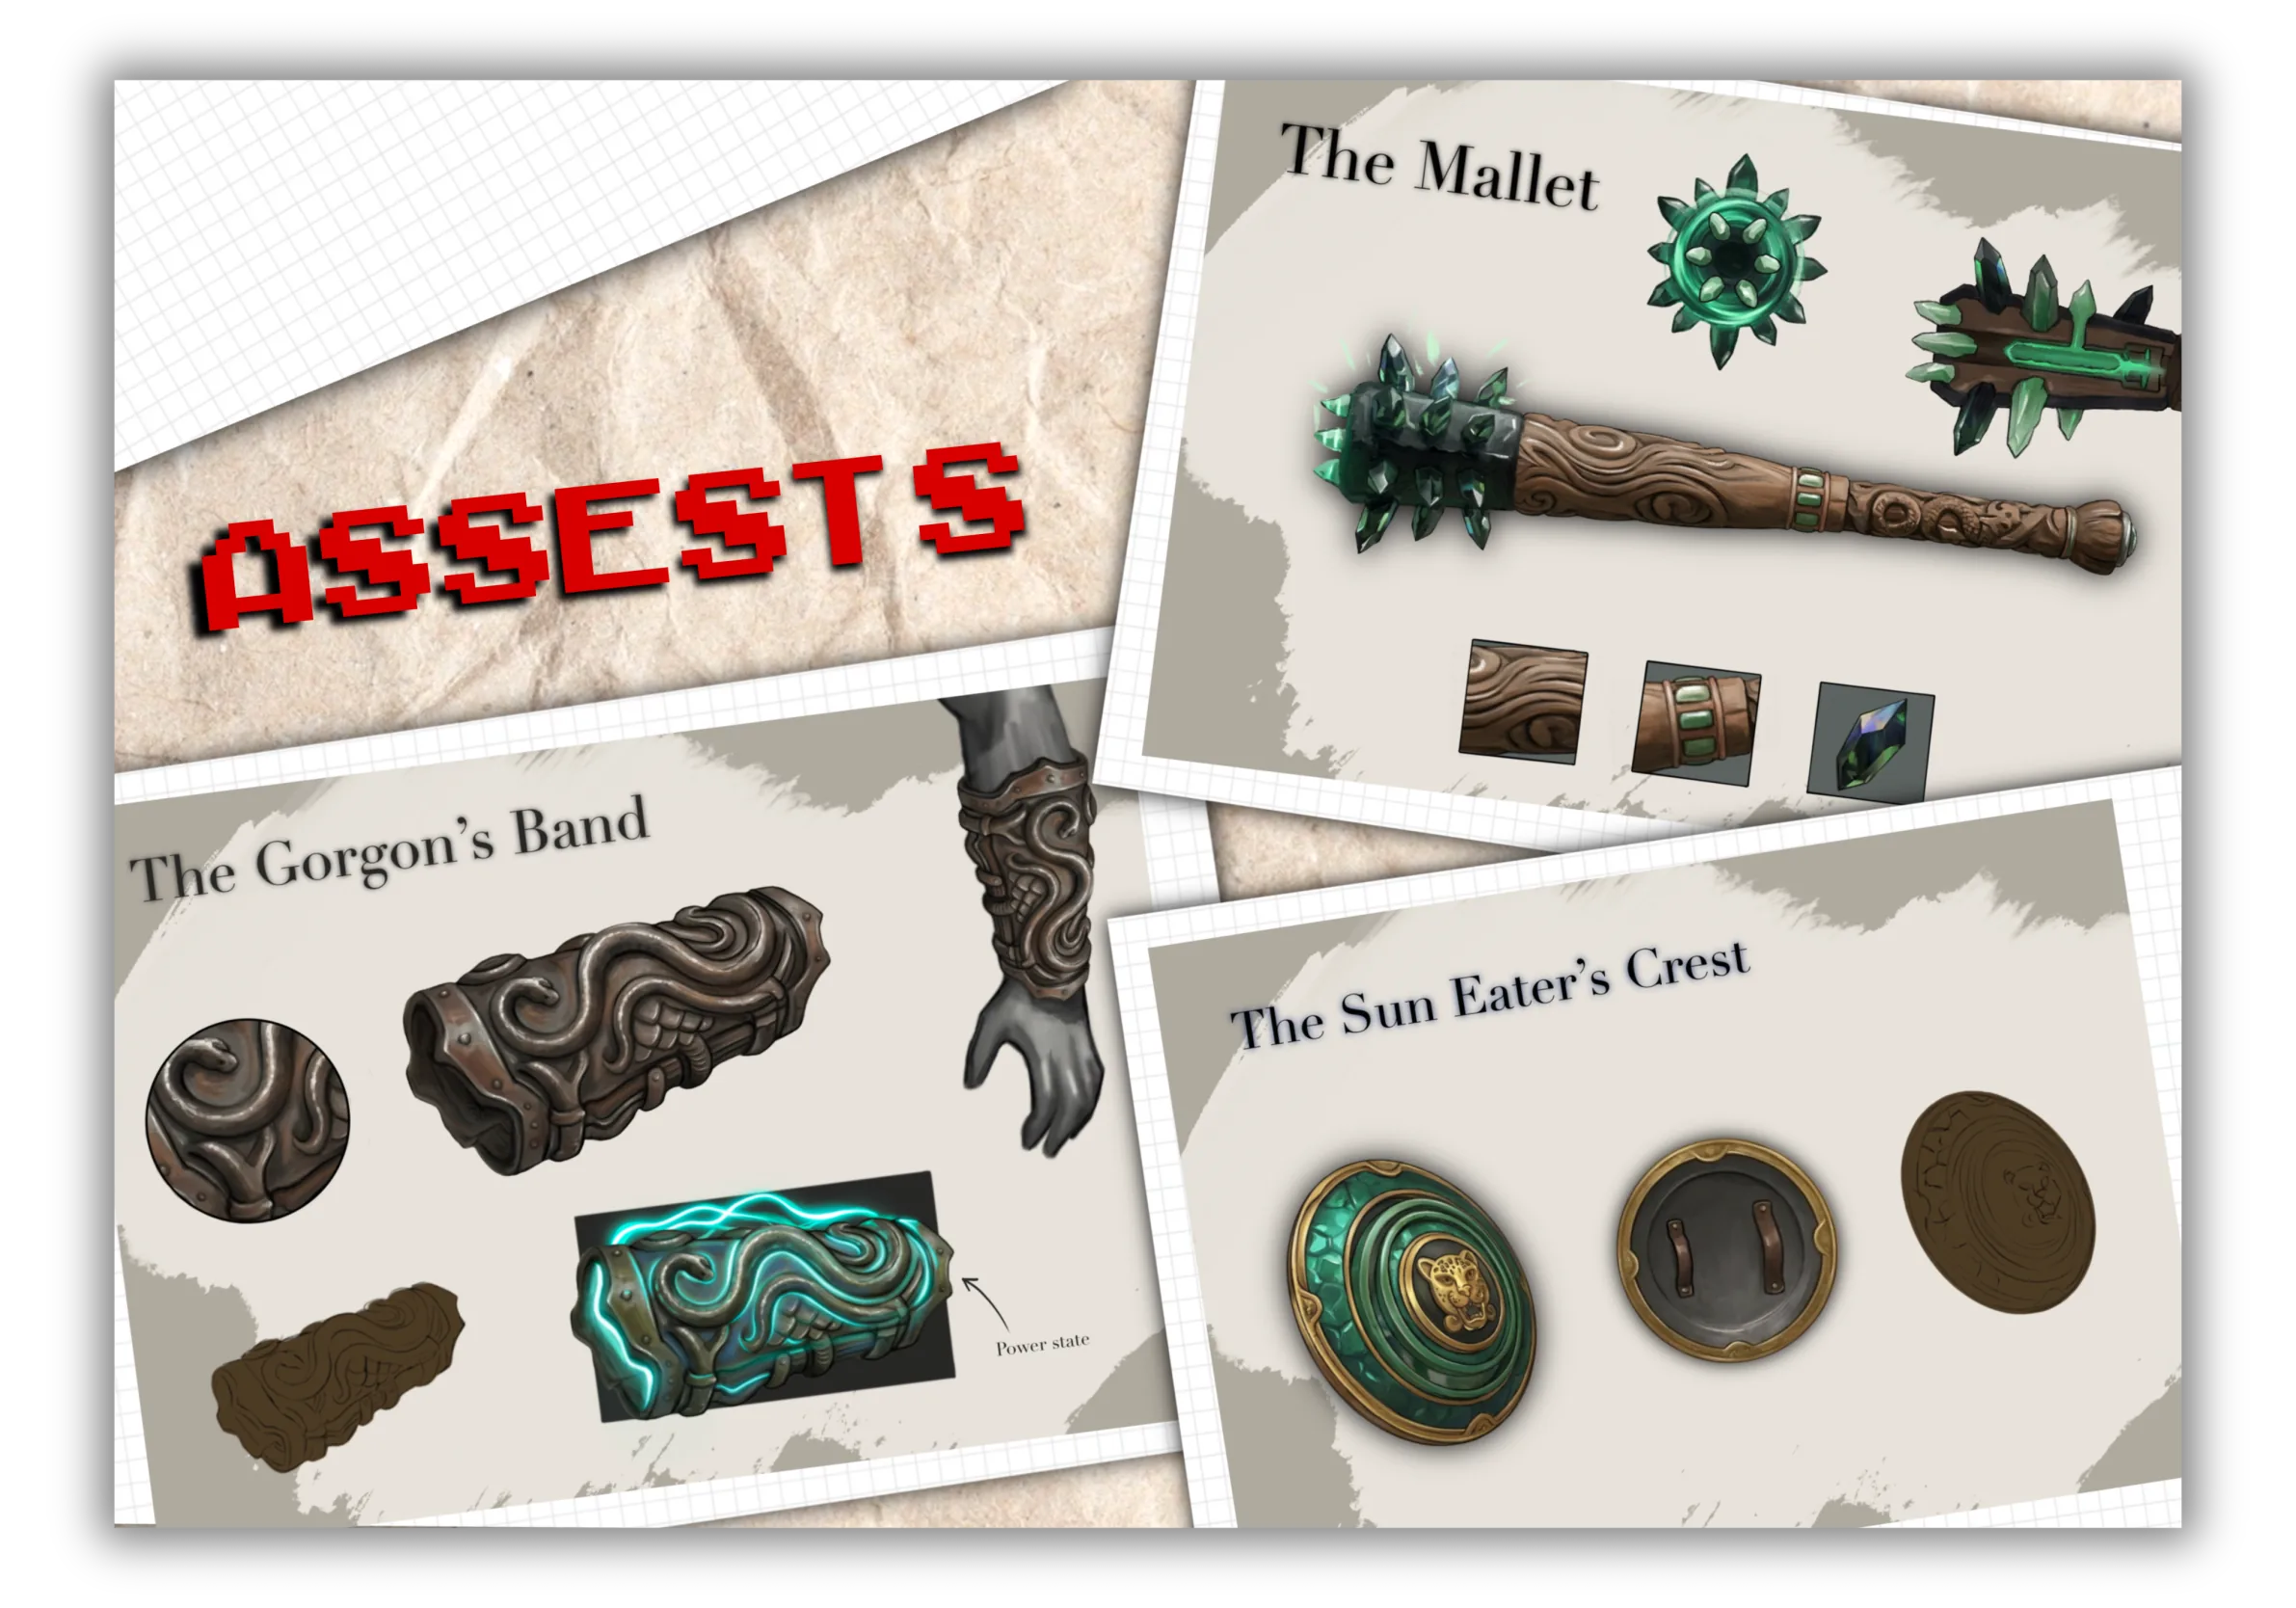 The Mallet
ASSESTS
The Gorgon's Band
The Sun Eater's Crest
Power state